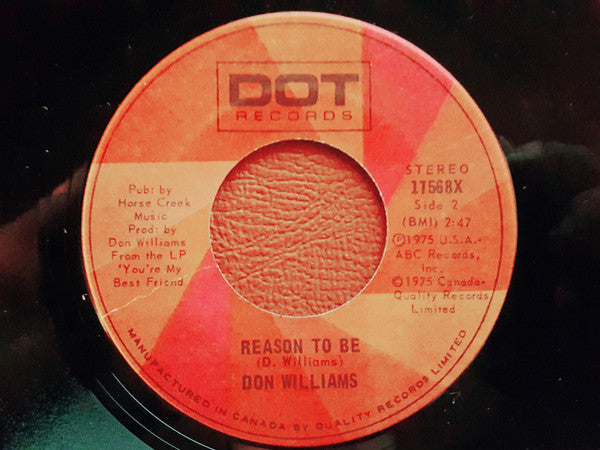 DOT
RECORDS
Pub: by
Horse Creek
Music
Prod: by
Don Williams
From the LP
'You're My
Best Friend
STEREO
17568X
Side 2
(BMI) 2:47
Ⓟ1975 U.S.A.-
ABC Records,
Inc.
©1975 Canada-
Quality Records
Limited
REASON TO BE
(D. Williams)
DON WILLIAMS
MANUFACTURED IN CANADA BY QUALITY RECORDS LIMITED